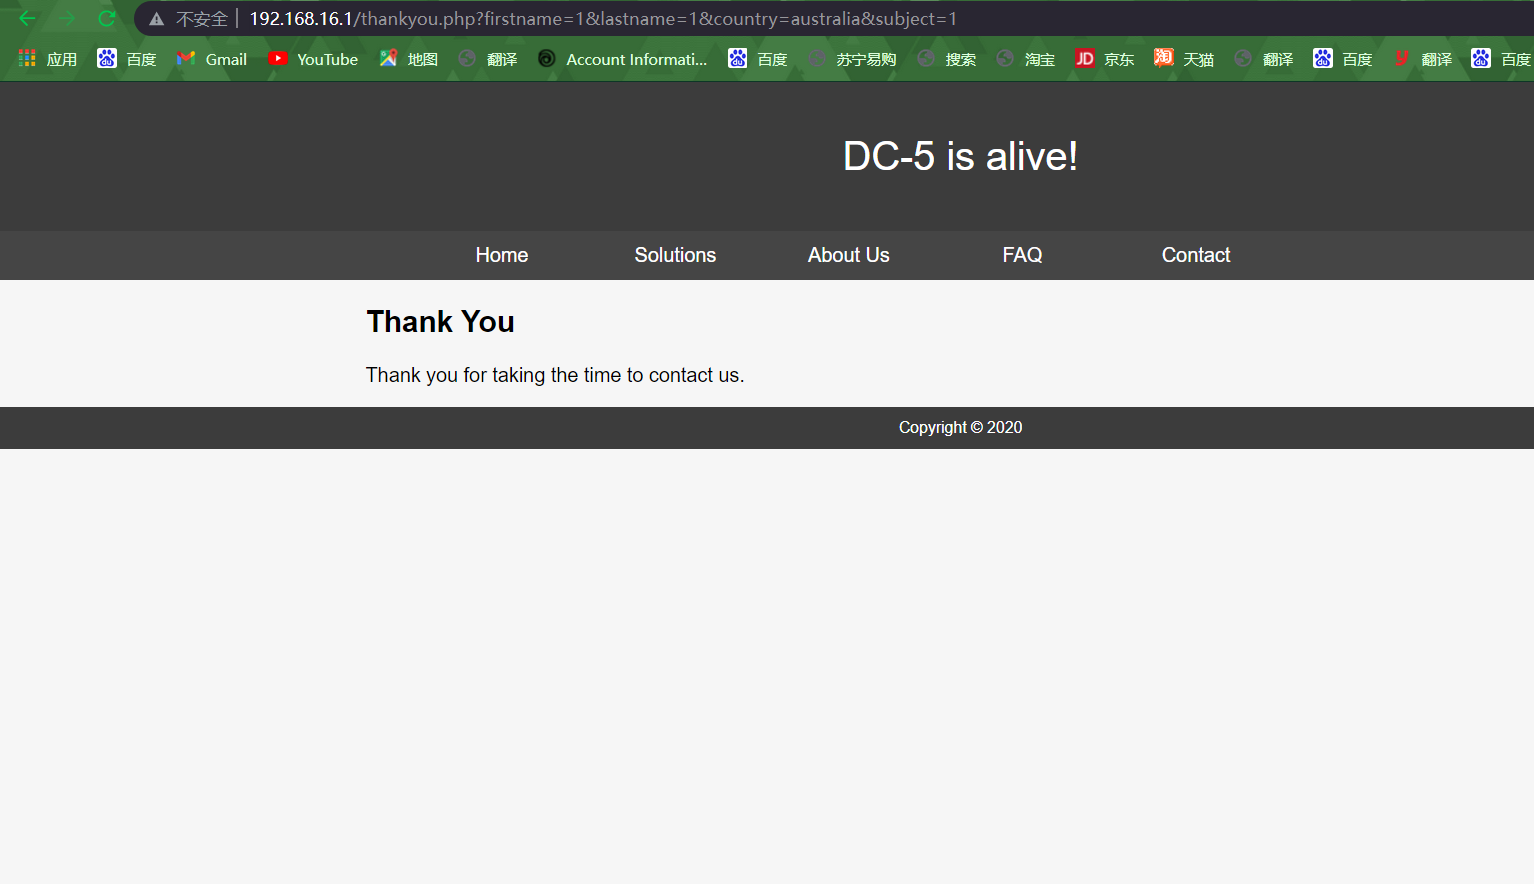 不安全 192.168.16.1/thankyou.php?firstname=1&lastname=1&country=australia&subject=1
应用 百度 Gmail YouTube 地图 翻译 Account Informati... 百度 苏宁易购 搜索 淘宝 JD 京东 淘 天猫 翻译 百度 翻译 百度
DC-5 is alive!
Home Solutions About Us FAQ Contact
Thank You
Thank you for taking the time to contact us.
Copyright © 2020